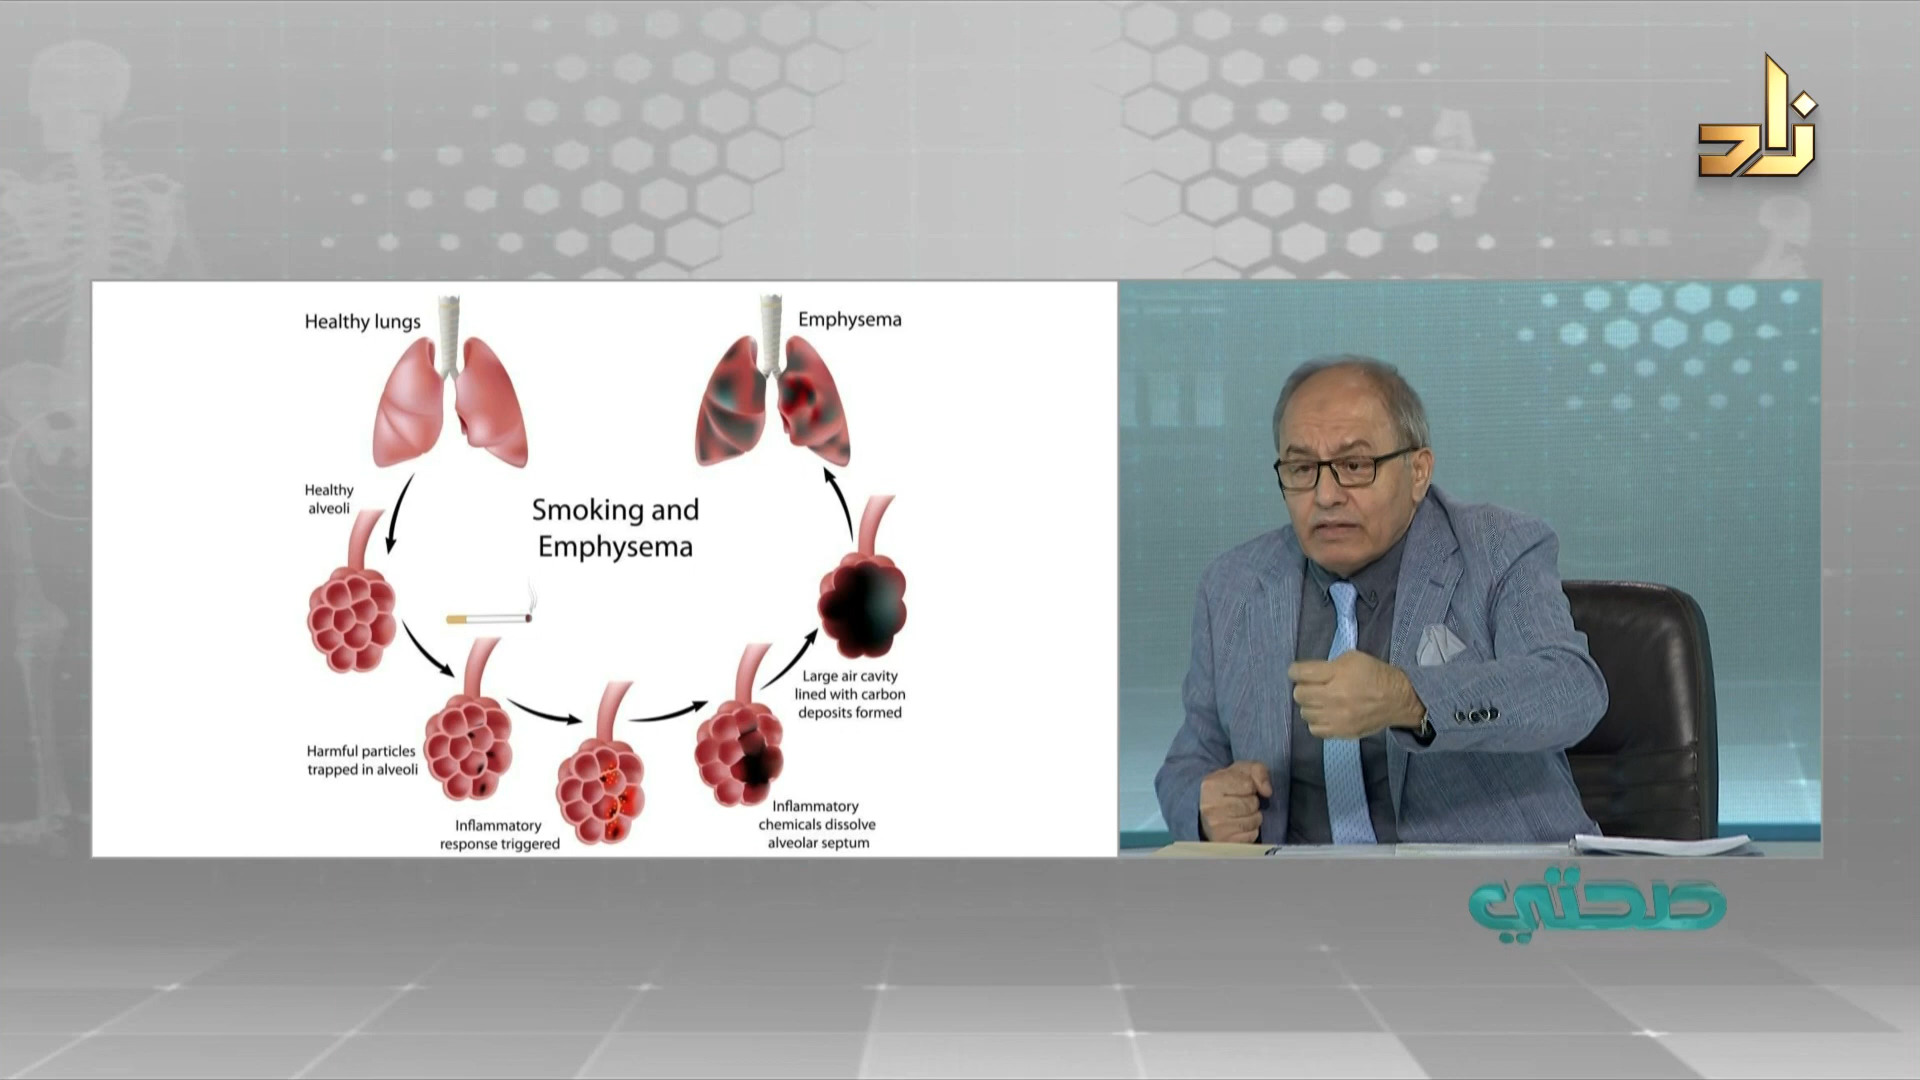 زاد
Healthy lungs
Emphysema
Healthy
alveoli
Smoking and
Emphysema
Large air cavity
lined with carbon
deposits formed
Harmful particles
trapped in alveoli
Inflammatory
response triggered
Inflammatory
chemicals dissolve
alveolar septum
صحتي